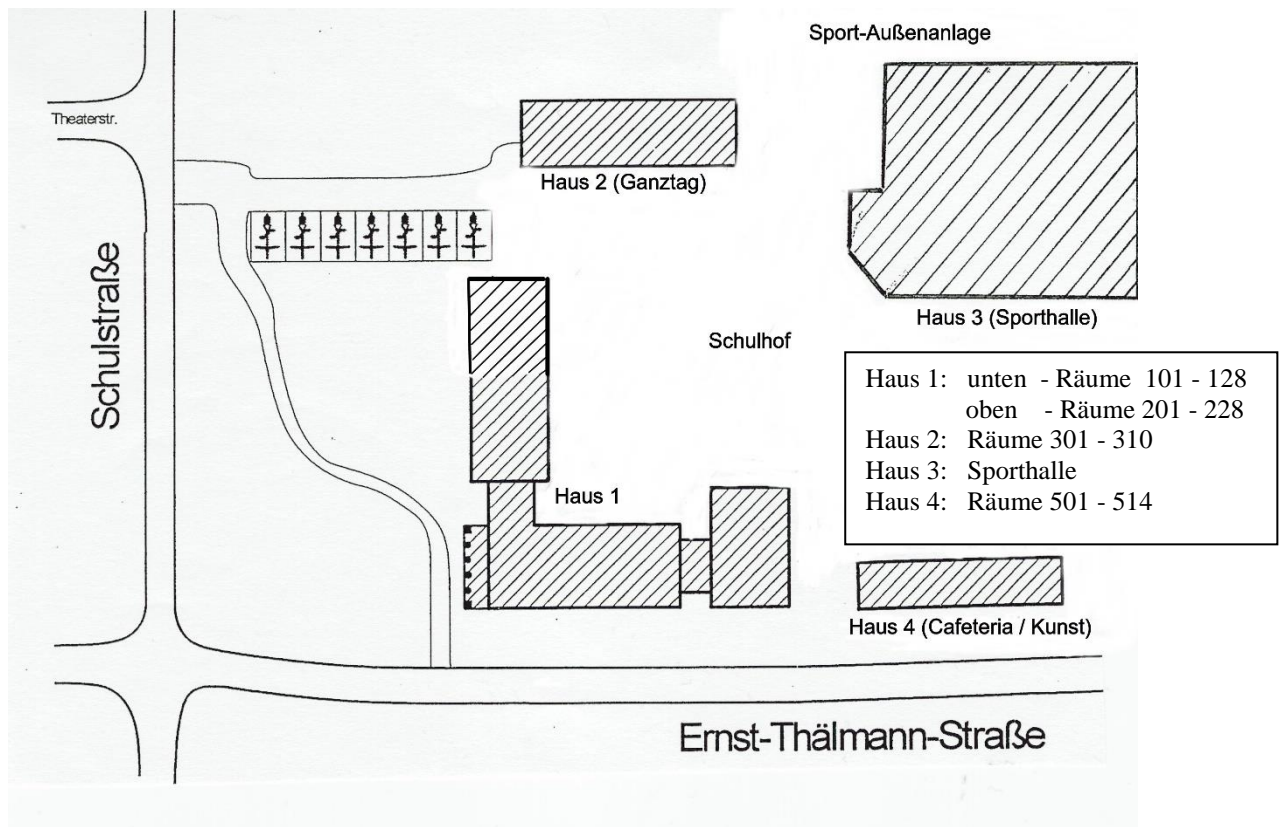 Sport-Außenanlage
Theaterstr.
Haus 2 (Ganztag)
Schulstraße
Haus 3 (Sporthalle)
Schulhof
Haus 1: unten - Räume 101 - 128
oben - Räume 201 - 228
Haus 2: Räume 301 - 310
Haus 3: Sporthalle
Haus 4: Räume 501 - 514
Haus 1
Haus 4 (Cafeteria / Kunst)
Ernst-Thälmann-Straße